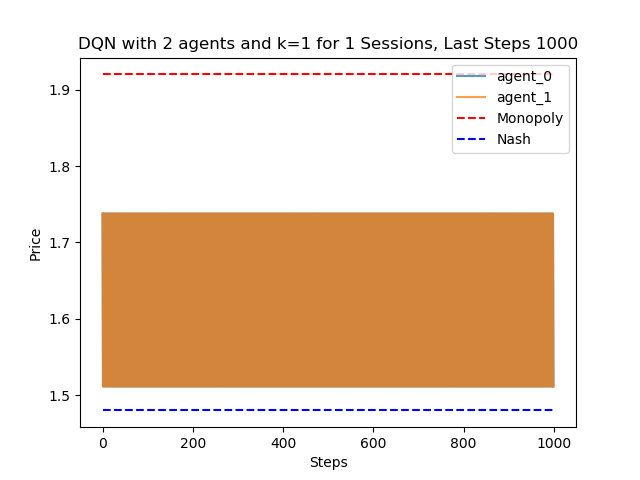 DQN with 2 agents and k=1 for 1 Sessions, Last Steps 1000
agent_0
agent_1
Monopoly
Nash
Price
1.9
1.8
1.7
1.6
1.5
0 200 400 600 800 1000
Steps